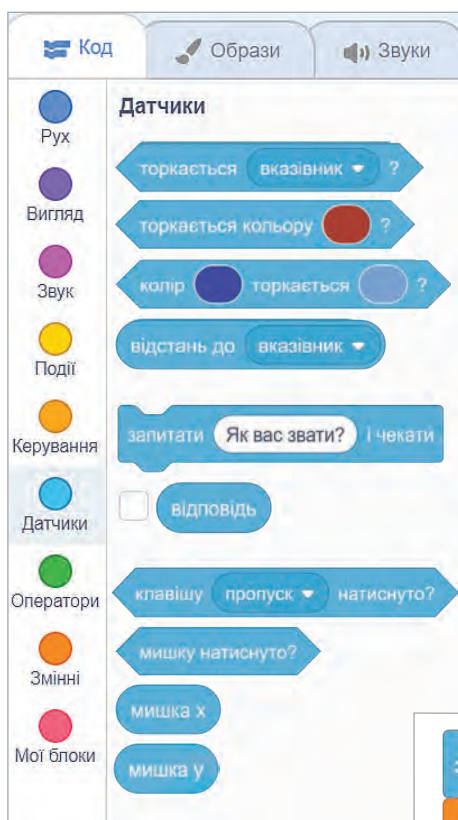 Код
Образи
Звуки
Рух
Вигляд
Звук
Події
Керування
Датчики
Оператори
Змінні
Мої блоки
Датчики
торкається вказівник ?
торкається кольору ?
колір торкається ?
відстань до вказівник
запитати Як вас звати? і чекати
відповідь
клавішу пропуск натиснуто?
мишку натиснуто?
мишка x
мишка y